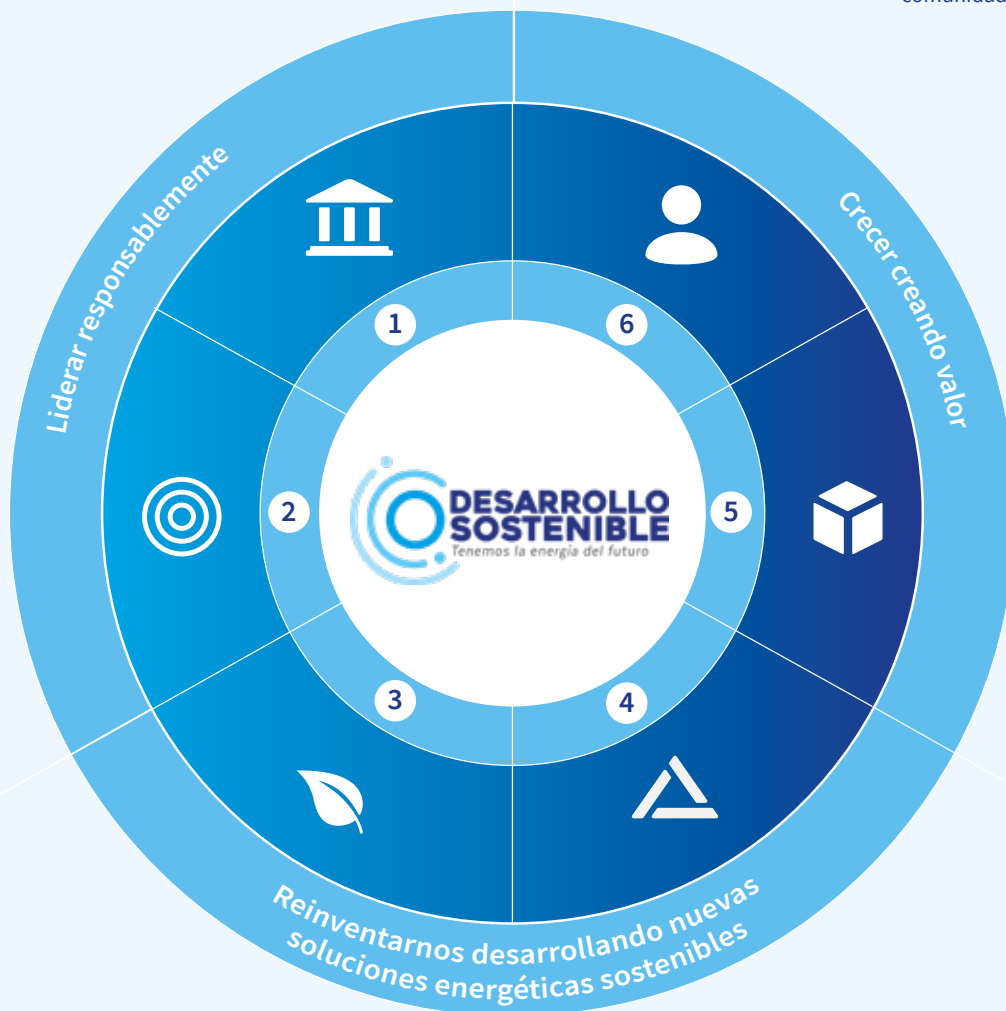 comunidad
Liderar responsablemente
Crecer creando valor
1
6
2
DESARROLLO
SOSTENIBLE
Tenemos la energía del futuro
5
3
4
Reinventarnos desarrollando nuevas
soluciones energéticas sostenibles